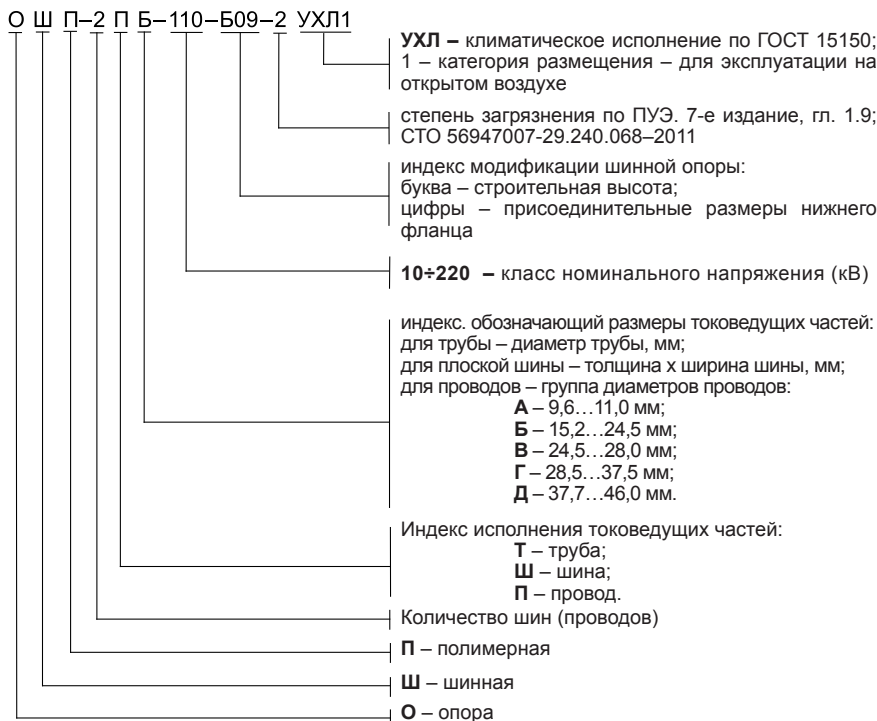 О Ш П–2 П Б–110–Б09–2 УХЛ1
УХЛ – климатическое исполнение по ГОСТ 15150;
1 – категория размещения – для эксплуатации на
открытом воздухе
степень загрязнения по ПУЭ. 7-е издание, гл. 1.9;
СТО 56947007-29.240.068–2011
индекс модификации шинной опоры:
буква – строительная высота;
цифры – присоединительные размеры нижнего
фланца
10÷220 – класс номинального напряжения (кВ)
индекс. обозначающий размеры токоведущих частей:
для трубы – диаметр трубы, мм;
для плоской шины – толщина х ширина шины, мм;
для проводов – группа диаметров проводов:
А – 9,6…11,0 мм;
Б – 15,2…24,5 мм;
В – 24,5…28,0 мм;
Г – 28,5…37,5 мм;
Д – 37,7…46,0 мм.
Индекс исполнения токоведущих частей:
Т – труба;
Ш – шина;
П – провод.
Количество шин (проводов)
П – полимерная
Ш – шинная
О – опора